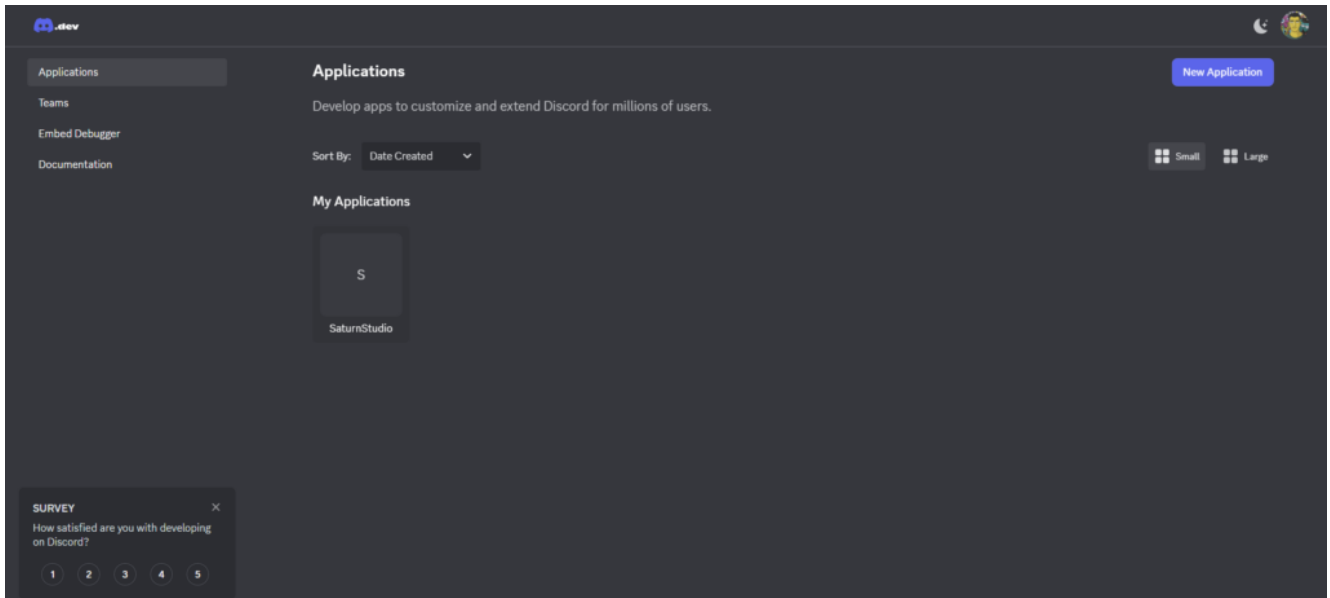 .dev
Applications
Teams
Embed Debugger
Documentation
Applications
New Application
Develop apps to customize and extend Discord for millions of users.
Sort By: Date Created
Small Large
My Applications
S
SaturnStudio
SURVEY
How satisfied are you with developing
on Discord?
1 2 3 4 5